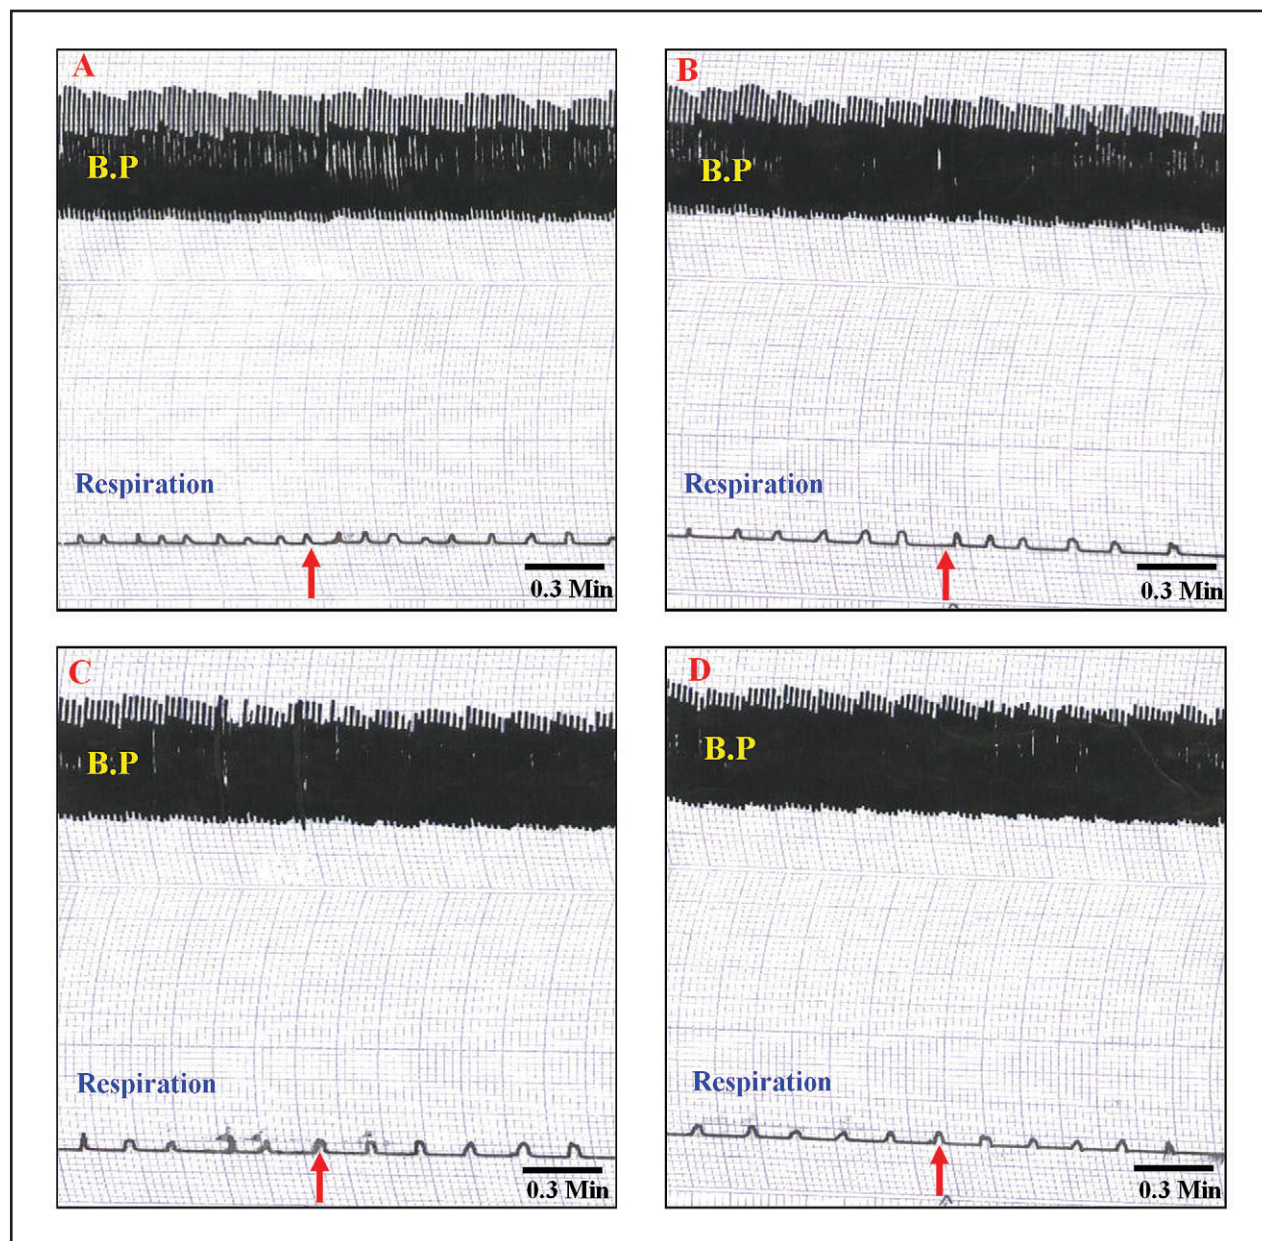 A
B.P
Respiration
0.3 Min
B
B.P
Respiration
0.3 Min
C
B.P
Respiration
0.3 Min
D
B.P
Respiration
0.3 Min